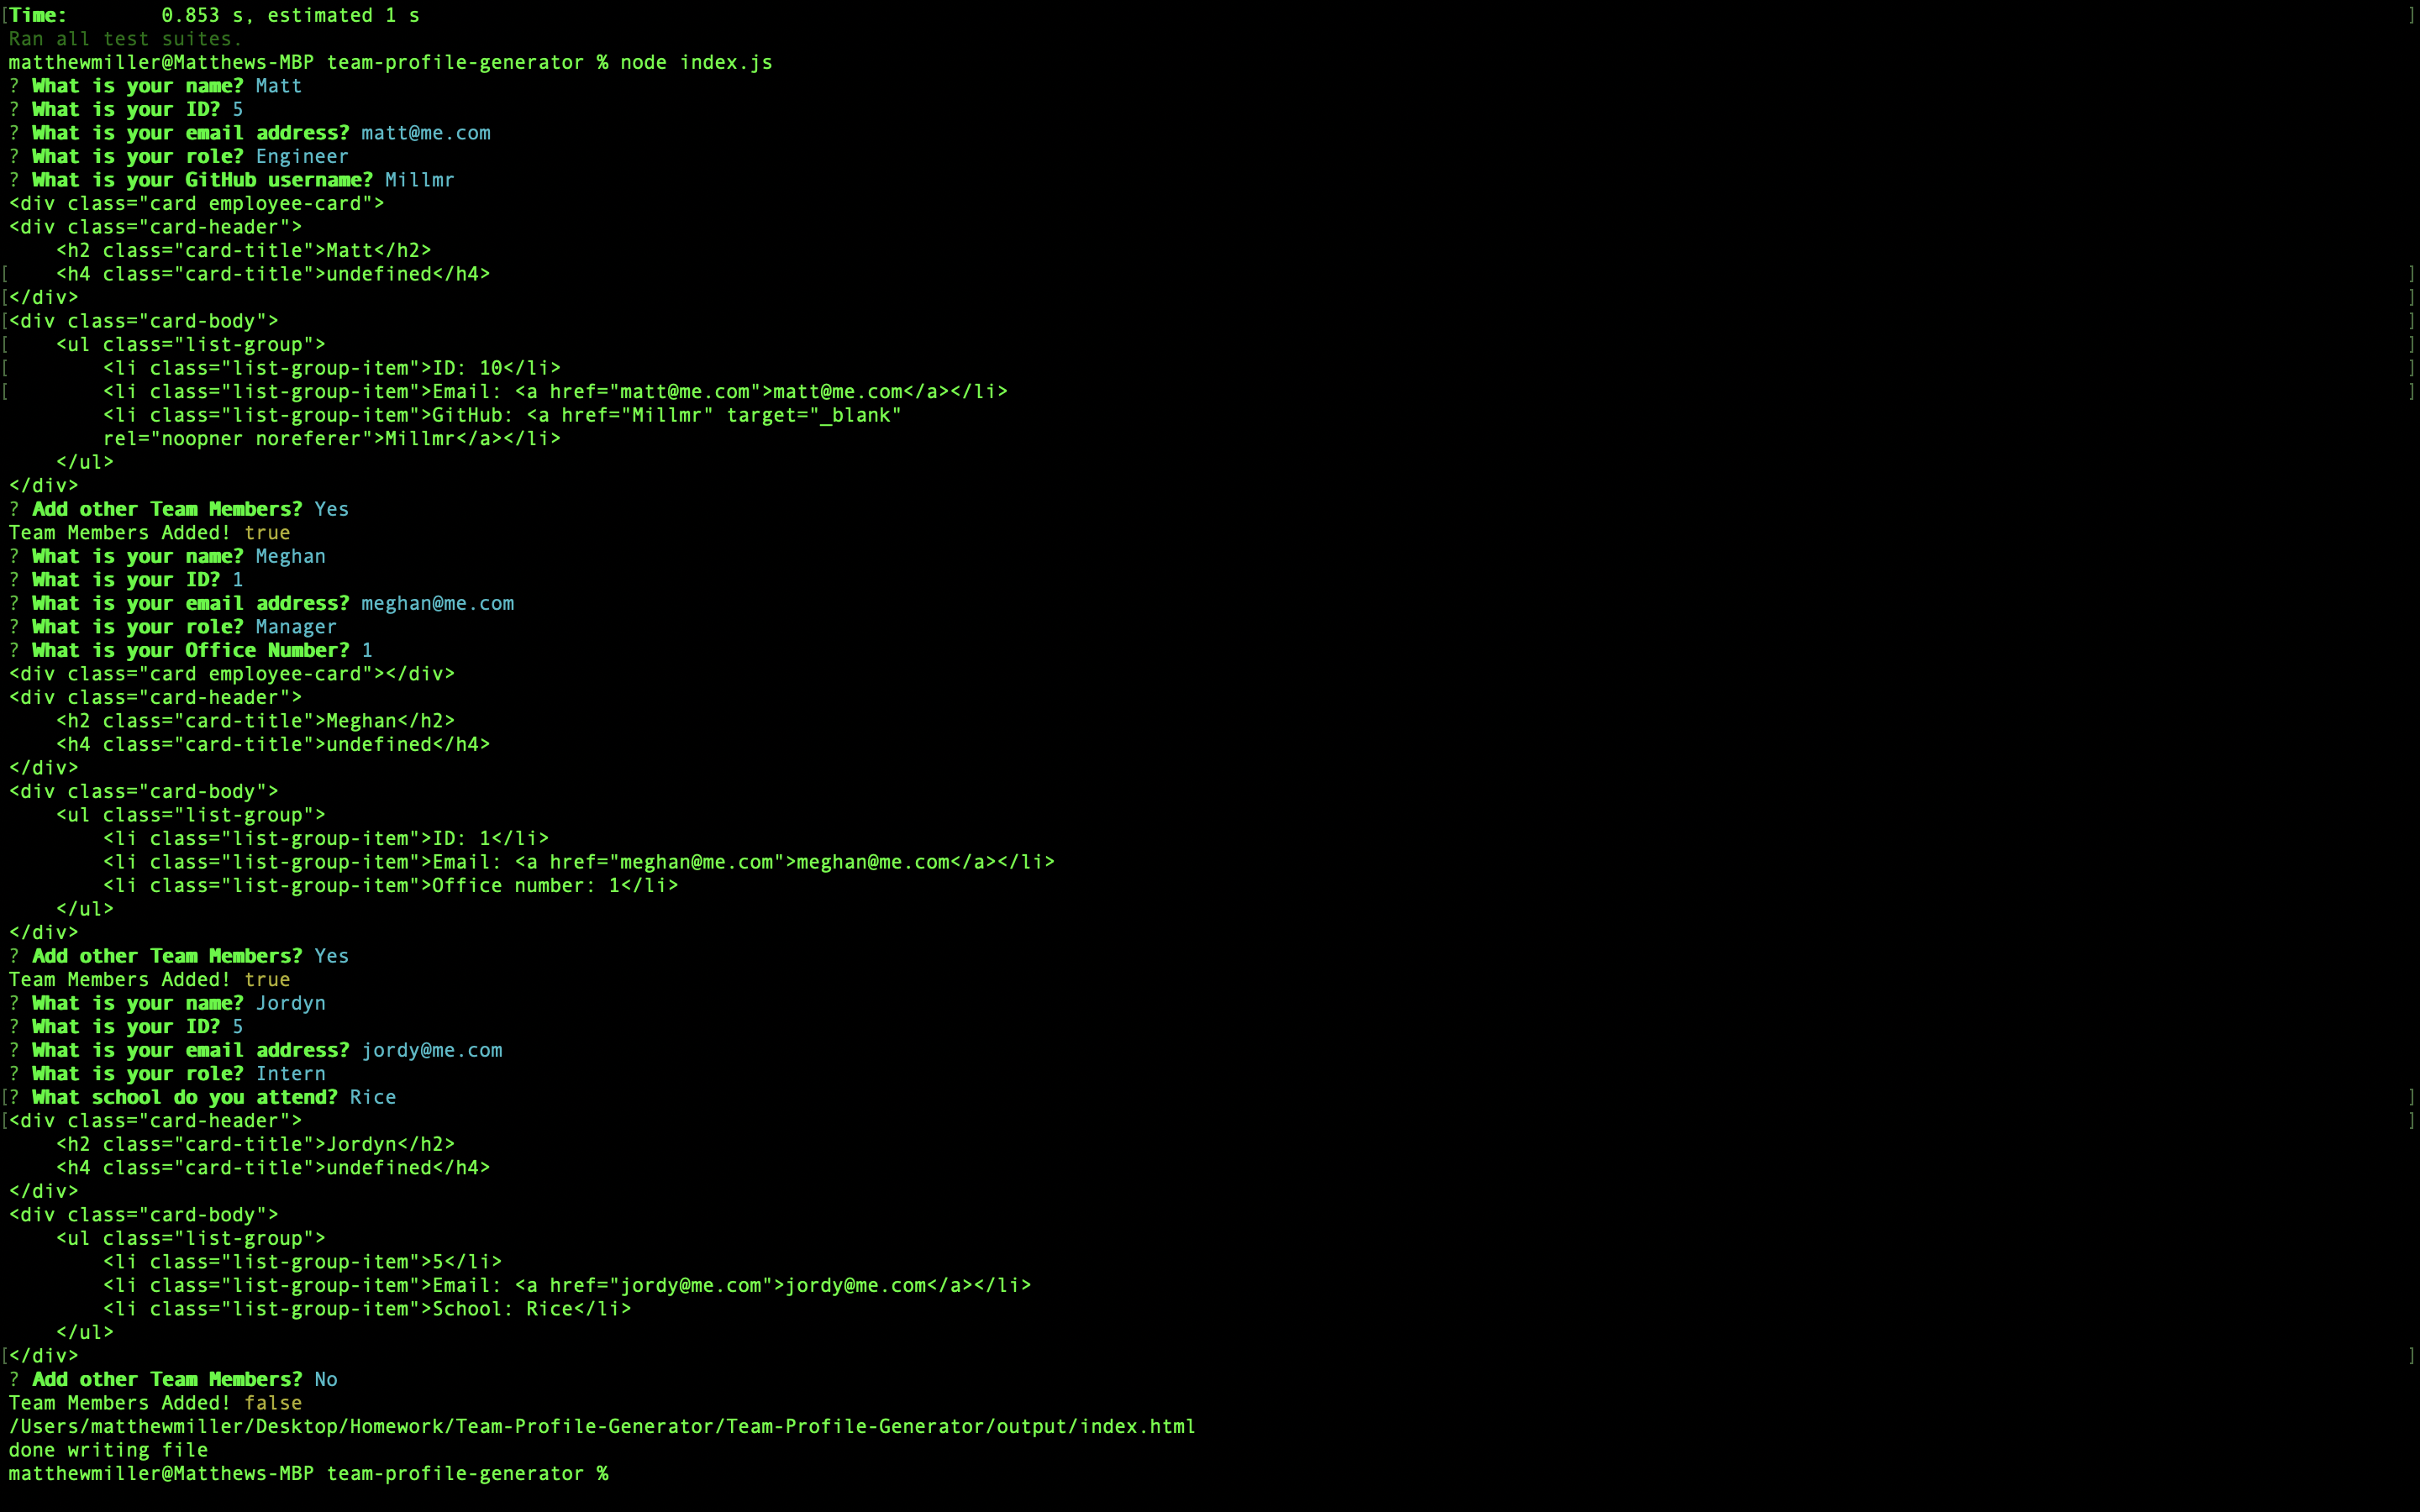 [Time:        0.853 s, estimated 1 s ]
Ran all test suites.
matthewmiller@Matthews-MBP team-profile-generator % node index.js
? What is your name? Matt
? What is your ID? 5
? What is your email address? matt@me.com
? What is your role? Engineer
? What is your GitHub username? Millmr
<div class="card employee-card">
<div class="card-header">
    <h2 class="card-title">Matt</h2>
[    <h4 class="card-title">undefined</h4> ]
[</div> ]
[<div class="card-body"> ]
[    <ul class="list-group"> ]
[        <li class="list-group-item">ID: 10</li> ]
[        <li class="list-group-item">Email: <a href="matt@me.com">matt@me.com</a></li> ]
        <li class="list-group-item">GitHub: <a href="Millmr" target="_blank"
        rel="noopner noreferer">Millmr</a></li>
    </ul>
</div>
? Add other Team Members? Yes
Team Members Added! true
? What is your name? Meghan
? What is your ID? 1
? What is your email address? meghan@me.com
? What is your role? Manager
? What is your Office Number? 1
<div class="card employee-card"></div>
<div class="card-header">
    <h2 class="card-title">Meghan</h2>
    <h4 class="card-title">undefined</h4>
</div>
<div class="card-body">
    <ul class="list-group">
        <li class="list-group-item">ID: 1</li>
        <li class="list-group-item">Email: <a href="meghan@me.com">meghan@me.com</a></li>
        <li class="list-group-item">Office number: 1</li>
    </ul>
</div>
? Add other Team Members? Yes
Team Members Added! true
? What is your name? Jordyn
? What is your ID? 5
? What is your email address? jordy@me.com
? What is your role? Intern
[? What school do you attend? Rice ]
[<div class="card-header"> ]
    <h2 class="card-title">Jordyn</h2>
    <h4 class="card-title">undefined</h4>
</div>
<div class="card-body">
    <ul class="list-group">
        <li class="list-group-item">5</li>
        <li class="list-group-item">Email: <a href="jordy@me.com">jordy@me.com</a></li>
        <li class="list-group-item">School: Rice</li>
    </ul>
[</div> ]
? Add other Team Members? No
Team Members Added! false
/Users/matthewmiller/Desktop/Homework/Team-Profile-Generator/Team-Profile-Generator/output/index.html
done writing file
matthewmiller@Matthews-MBP team-profile-generator %